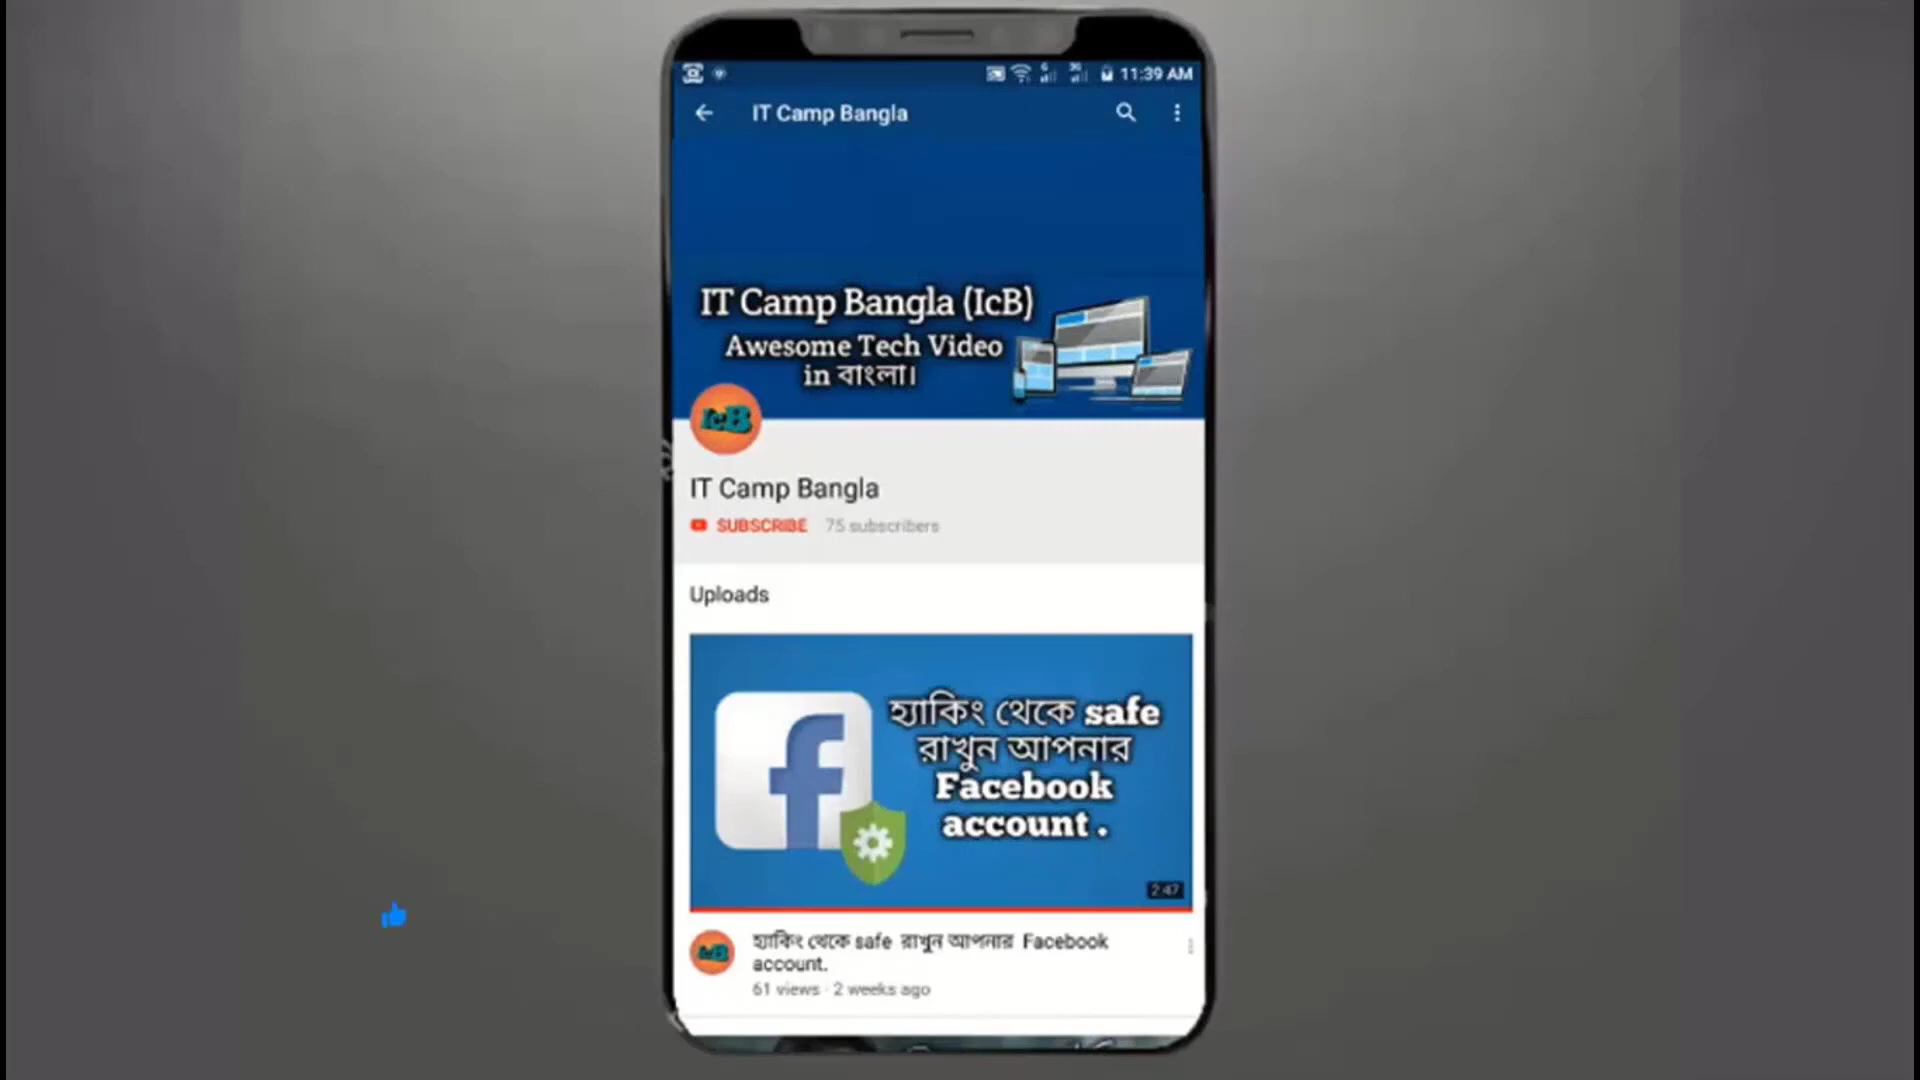 11:39 AM
IT Camp Bangla
IT Camp Bangla (IcB)
Awesome Tech Video
in বাংলা।
IcB
IT Camp Bangla
SUBSCRIBE 75 subscribers
Uploads
হ্যাকিং থেকে safe
রাখুন আপনার
Facebook
account .
2:47
IcB
হ্যাকিং থেকে safe রাখুন আপনার Facebook
account.
61 views · 2 weeks ago